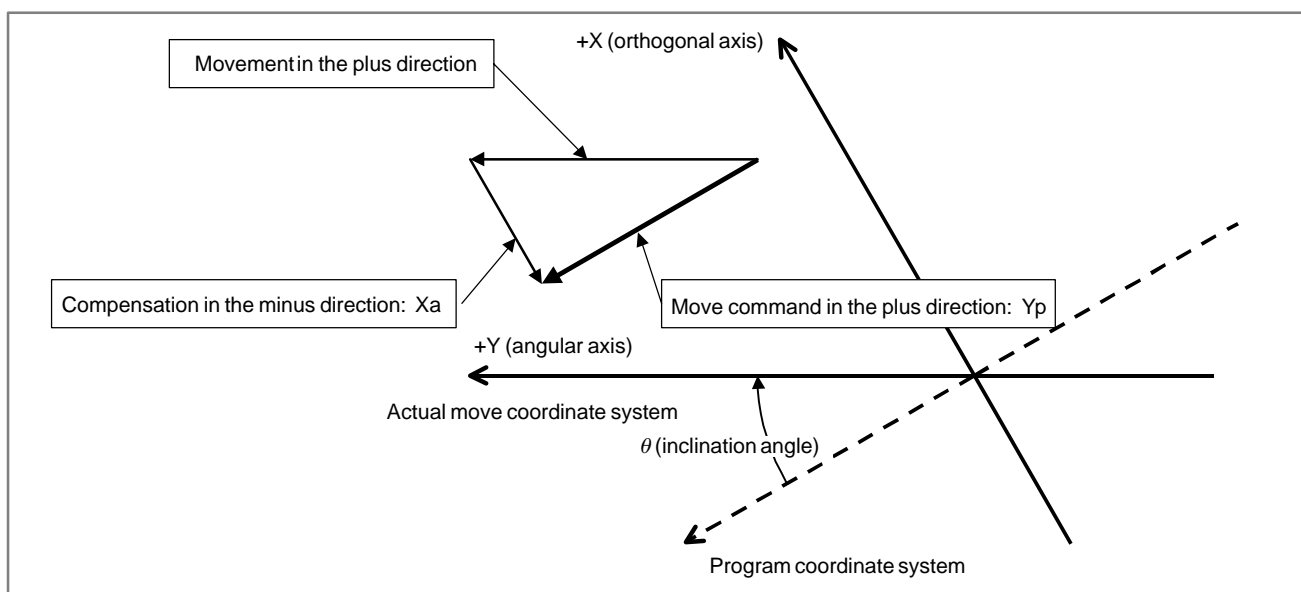 +X (orthogonal axis)
Movement in the plus direction
Compensation in the minus direction: Xa
Move command in the plus direction: Yp
+Y (angular axis)
Actual move coordinate system
θ (inclination angle)
Program coordinate system